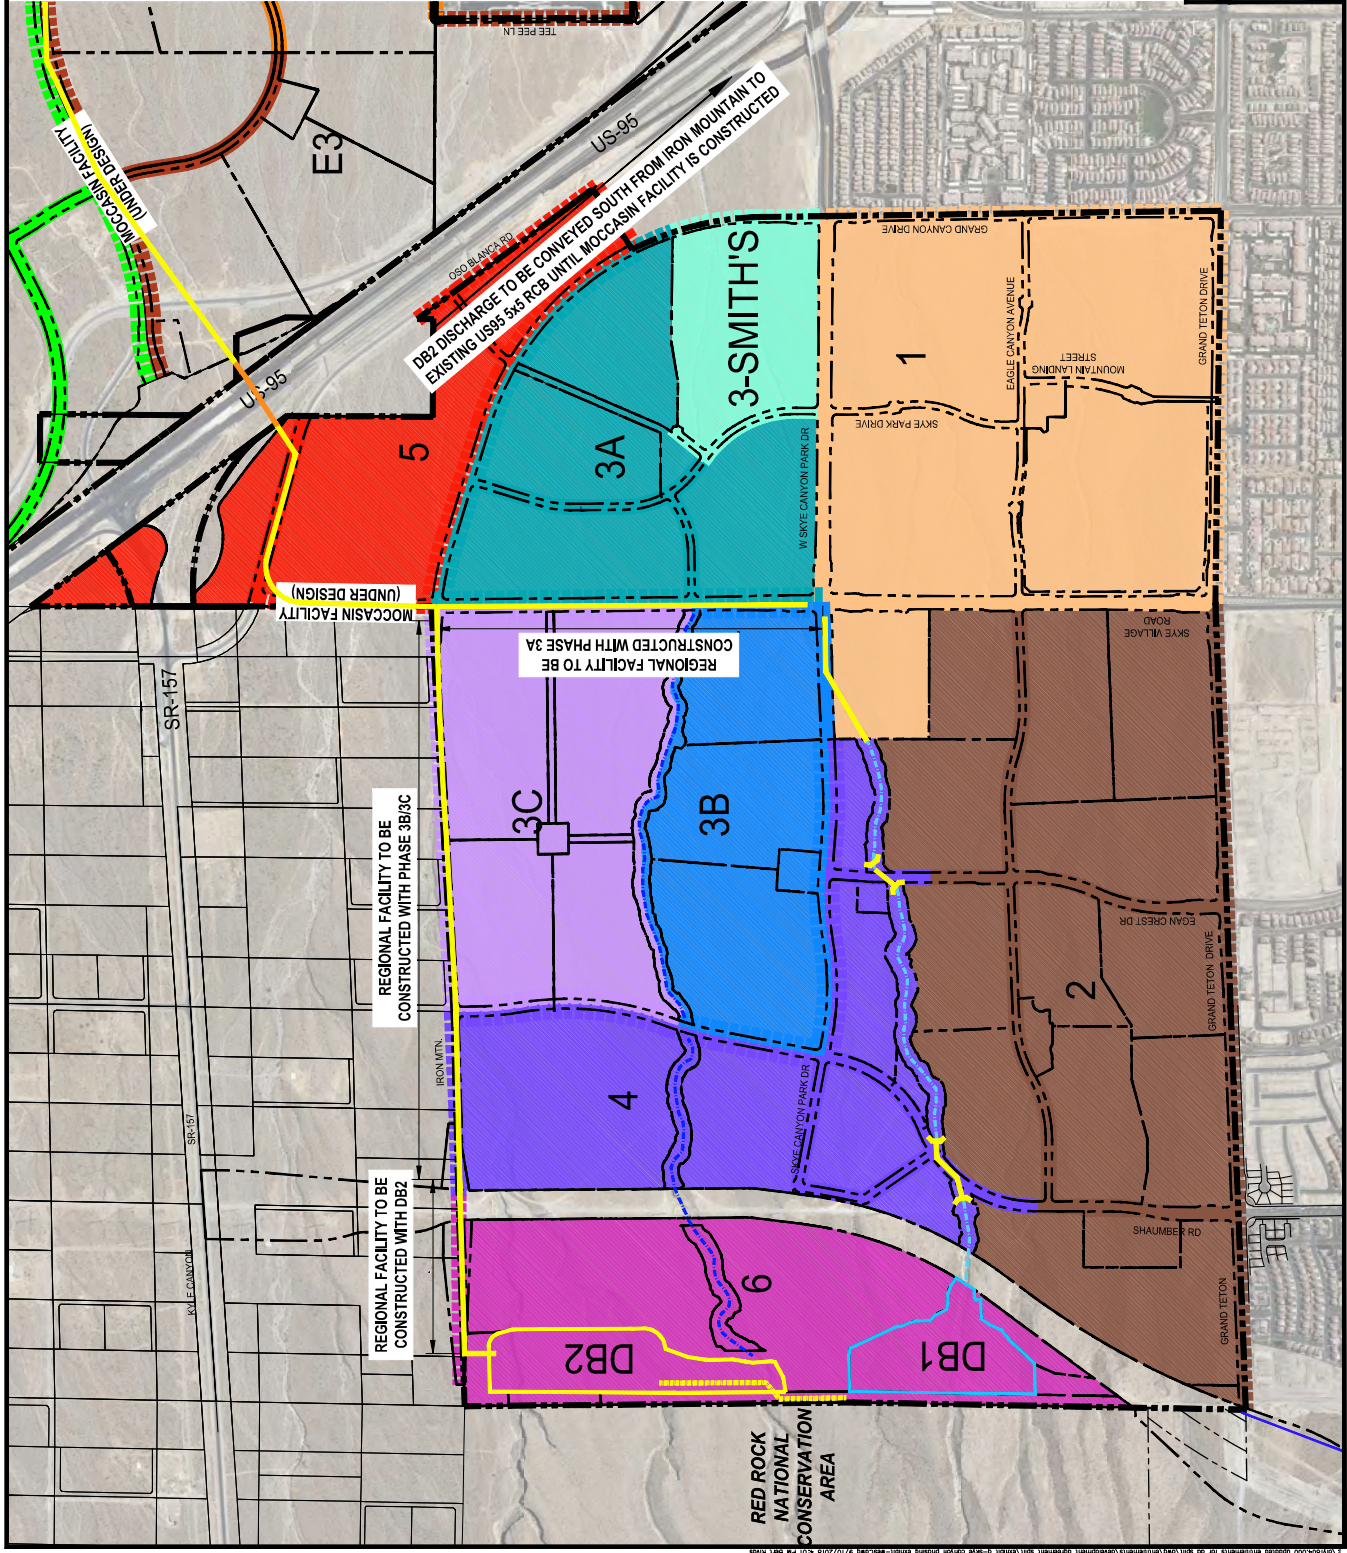 TEE PEE LN
MOCCASIN FACILITY
(UNDER DESIGN)
E3
US-95
OSO BLANCA RD
DB2 DISCHARGE TO BE CONVEYED SOUTH FROM IRON MOUNTAIN TO
EXISTING US95 5x5 RCB UNTIL MOCCASIN FACILITY IS CONSTRUCTED
US-95
5
3A
3-SMITH'S
GRAND CANYON DRIVE
1
EAGLE CANYON AVENUE
MOUNTAIN LANDING
STREET
GRAND TETON DRIVE
SKYE PARK DRIVE
W SKYE CANYON PARK DR
MOCCASIN FACILITY
(UNDER DESIGN)
REGIONAL FACILITY TO BE
CONSTRUCTED WITH PHASE 3A
SKYE VILLAGE
ROAD
SR-157
3C
3B
REGIONAL FACILITY TO BE
CONSTRUCTED WITH PHASE 3B/3C
EGAN CREST DR
2
GRAND TETON DRIVE
IRON MTN.
4
SKYE CANYON PARK DR
SR-157
REGIONAL FACILITY TO BE
CONSTRUCTED WITH DB2
KYLE CANYON
SHAUMBER RD
6
GRAND TETON
DB2
DB1
RED ROCK
NATIONAL
CONSERVATION
AREA